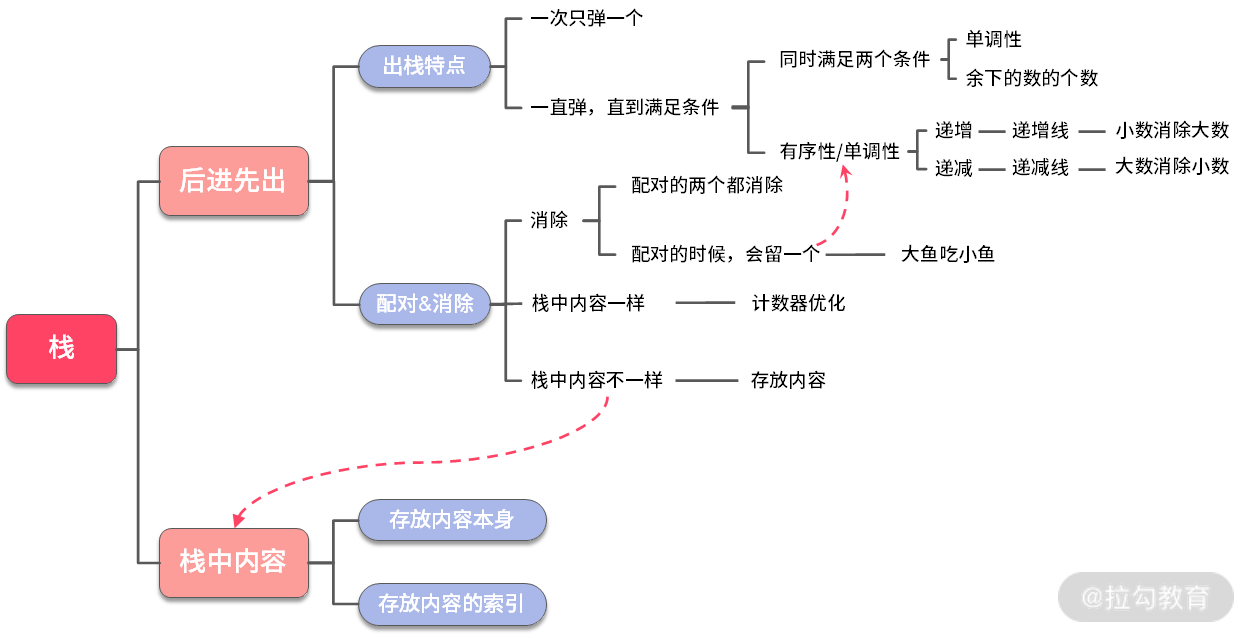 栈
后进先出
出栈特点
一次只弹一个
一直弹，直到满足条件
同时满足两个条件
单调性
余下的数的个数
有序性/单调性
递增
递增线
小数消除大数
递减
递减线
大数消除小数
配对&消除
消除
配对的两个都消除
配对的时候，会留一个
大鱼吃小鱼
栈中内容一样
计数器优化
栈中内容不一样
存放内容
栈中内容
存放内容本身
存放内容的索引
@拉勾教育